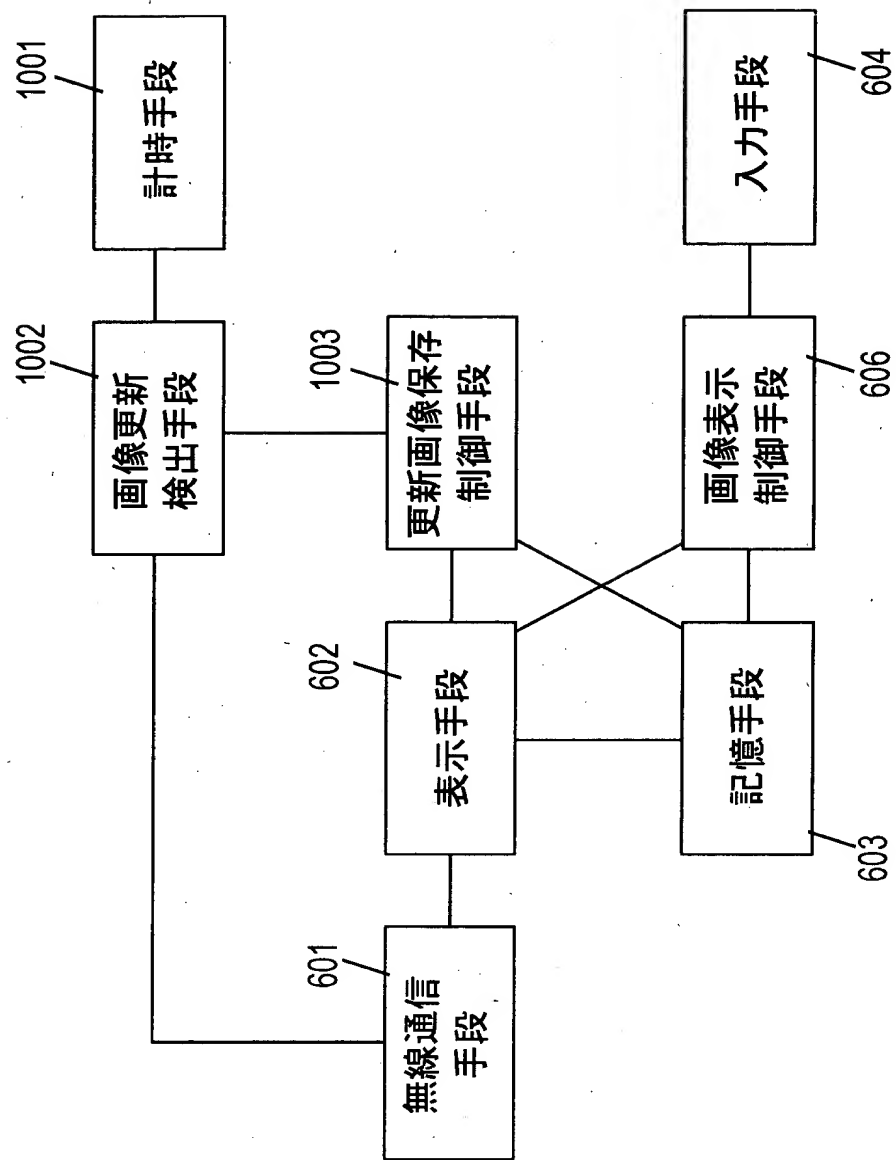 1001
計時手段
1002
画像更新
検出手段
1003
更新画像保存
制御手段
602
表示手段
601
無線通信
手段
604
入力手段
606
画像表示
制御手段
603
記憶手段